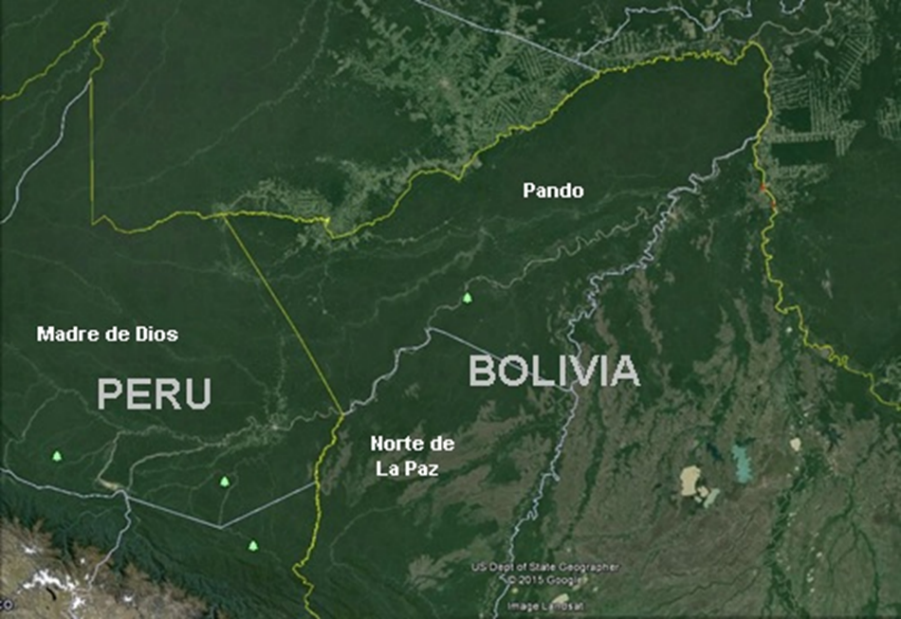 Pando
Madre de Dios
PERU
BOLIVIA
Norte de
La Paz
US Dept of State Geographer
© 2015 Google
Image Landsat